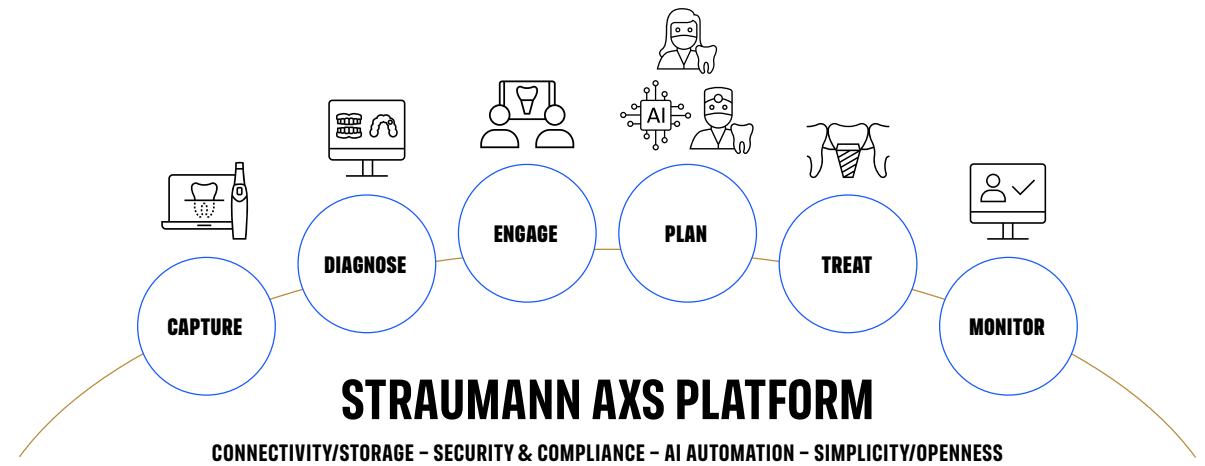 AI
ENGAGE
PLAN
DIAGNOSE
TREAT
CAPTURE
MONITOR
STRAUMANN AXS PLATFORM
CONNECTIVITY/STORAGE – SECURITY & COMPLIANCE – AI AUTOMATION – SIMPLICITY/OPENNESS